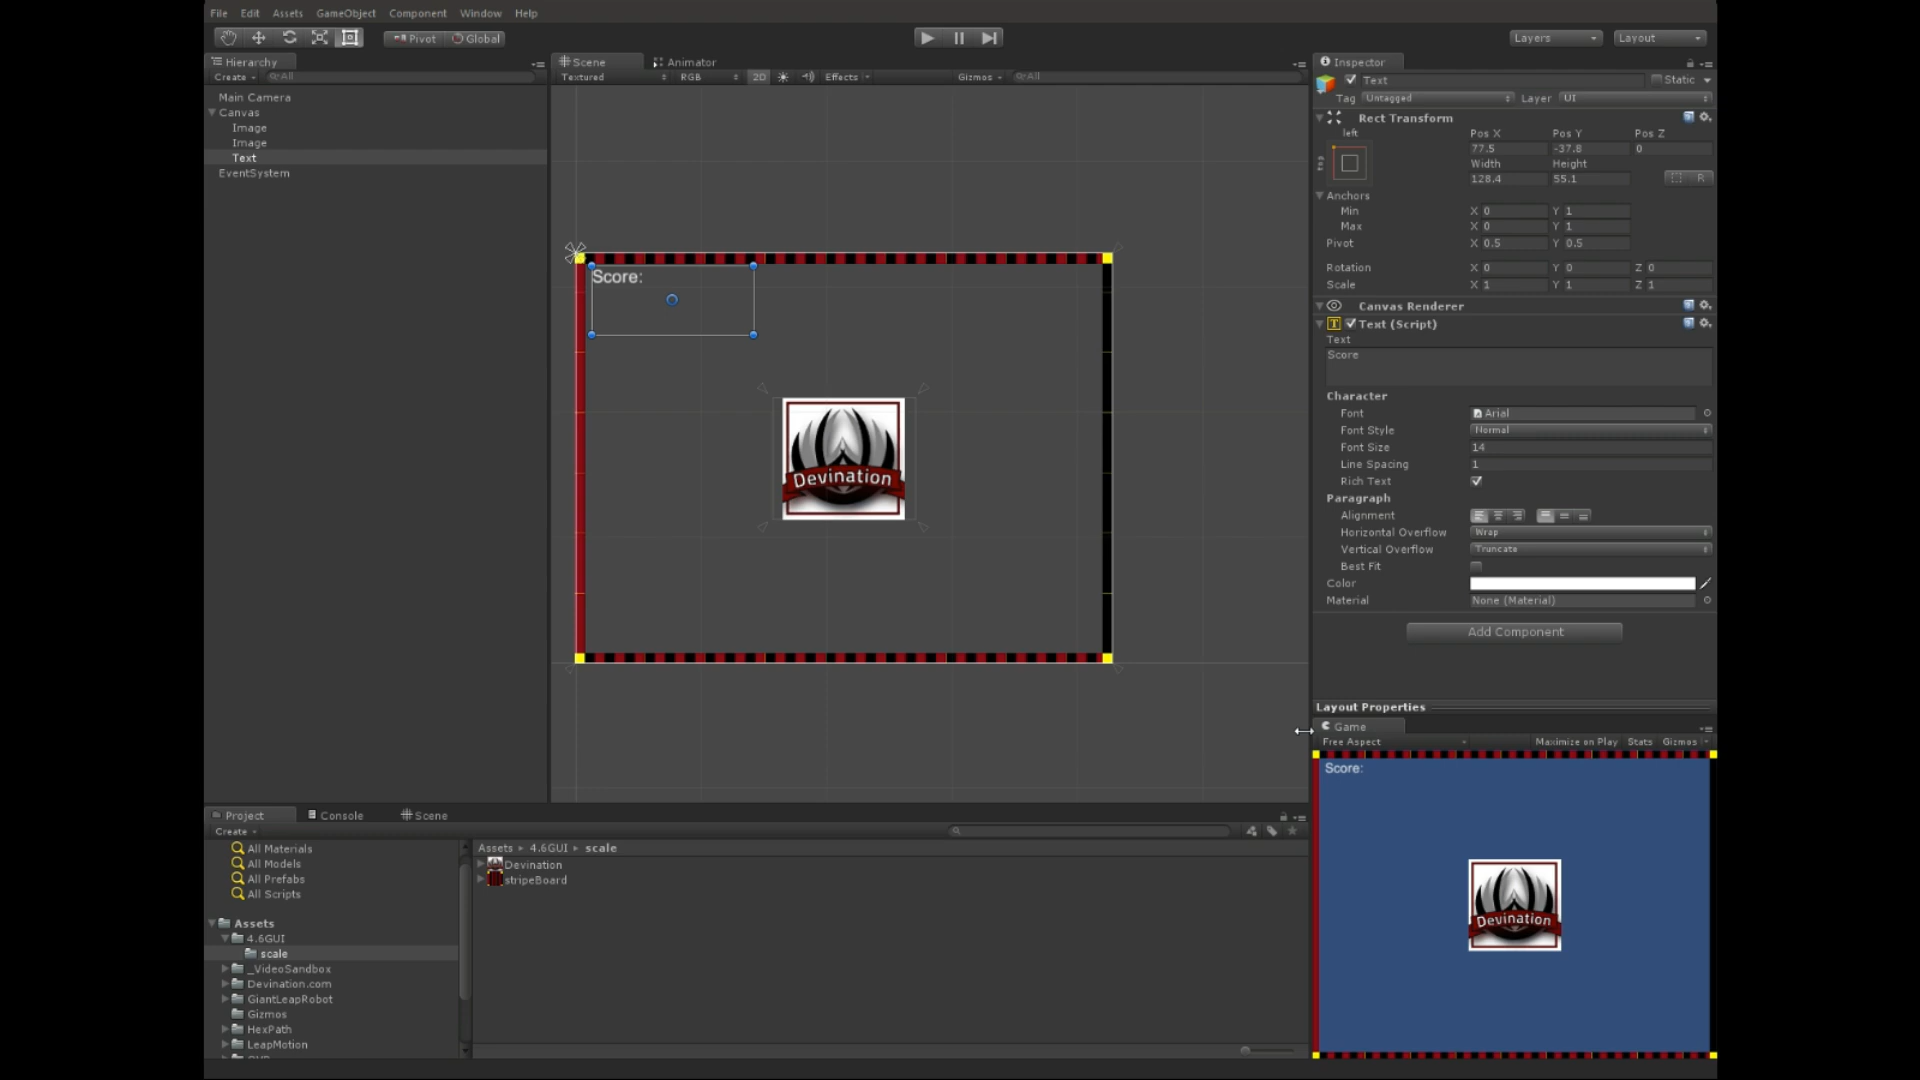 File Edit Assets GameObject Component Window Help
Pivot Global Layers Layout
Hierarchy
Create All
Main Camera
Canvas
Image
Image
Text
EventSystem
Scene Animator
Textured RGB 2D Effects Gizmos All
Score:
Devination
Inspector
Text Static
Tag Untagged Layer UI
Rect Transform
left Pos X Pos Y Pos Z
top 77.5 -37.8 0
Width Height
128.4 55.1 R
Anchors
Min X 0 Y 1
Max X 0 Y 1
Pivot X 0.5 Y 0.5
Rotation X 0 Y 0 Z 0
Scale X 1 Y 1 Z 1
Canvas Renderer
Text (Script)
Text
Score
Character
Font Arial
Font Style Normal
Font Size 14
Line Spacing 1
Rich Text
Paragraph
Alignment
Horizontal Overflow Wrap
Vertical Overflow Truncate
Best Fit
Color
Material None (Material)
Add Component
Layout Properties
Game
Free Aspect Maximize on Play Stats Gizmos
Score:
Devination
Project Console Scene
Create
All Materials
All Models
All Prefabs
All Scripts
Assets
4.6GUI
scale
_VideoSandbox
Devination.com
GiantLeapRobot
Gizmos
HexPath
LeapMotion
Assets 4.6GUI scale
Devination
stripeBoard